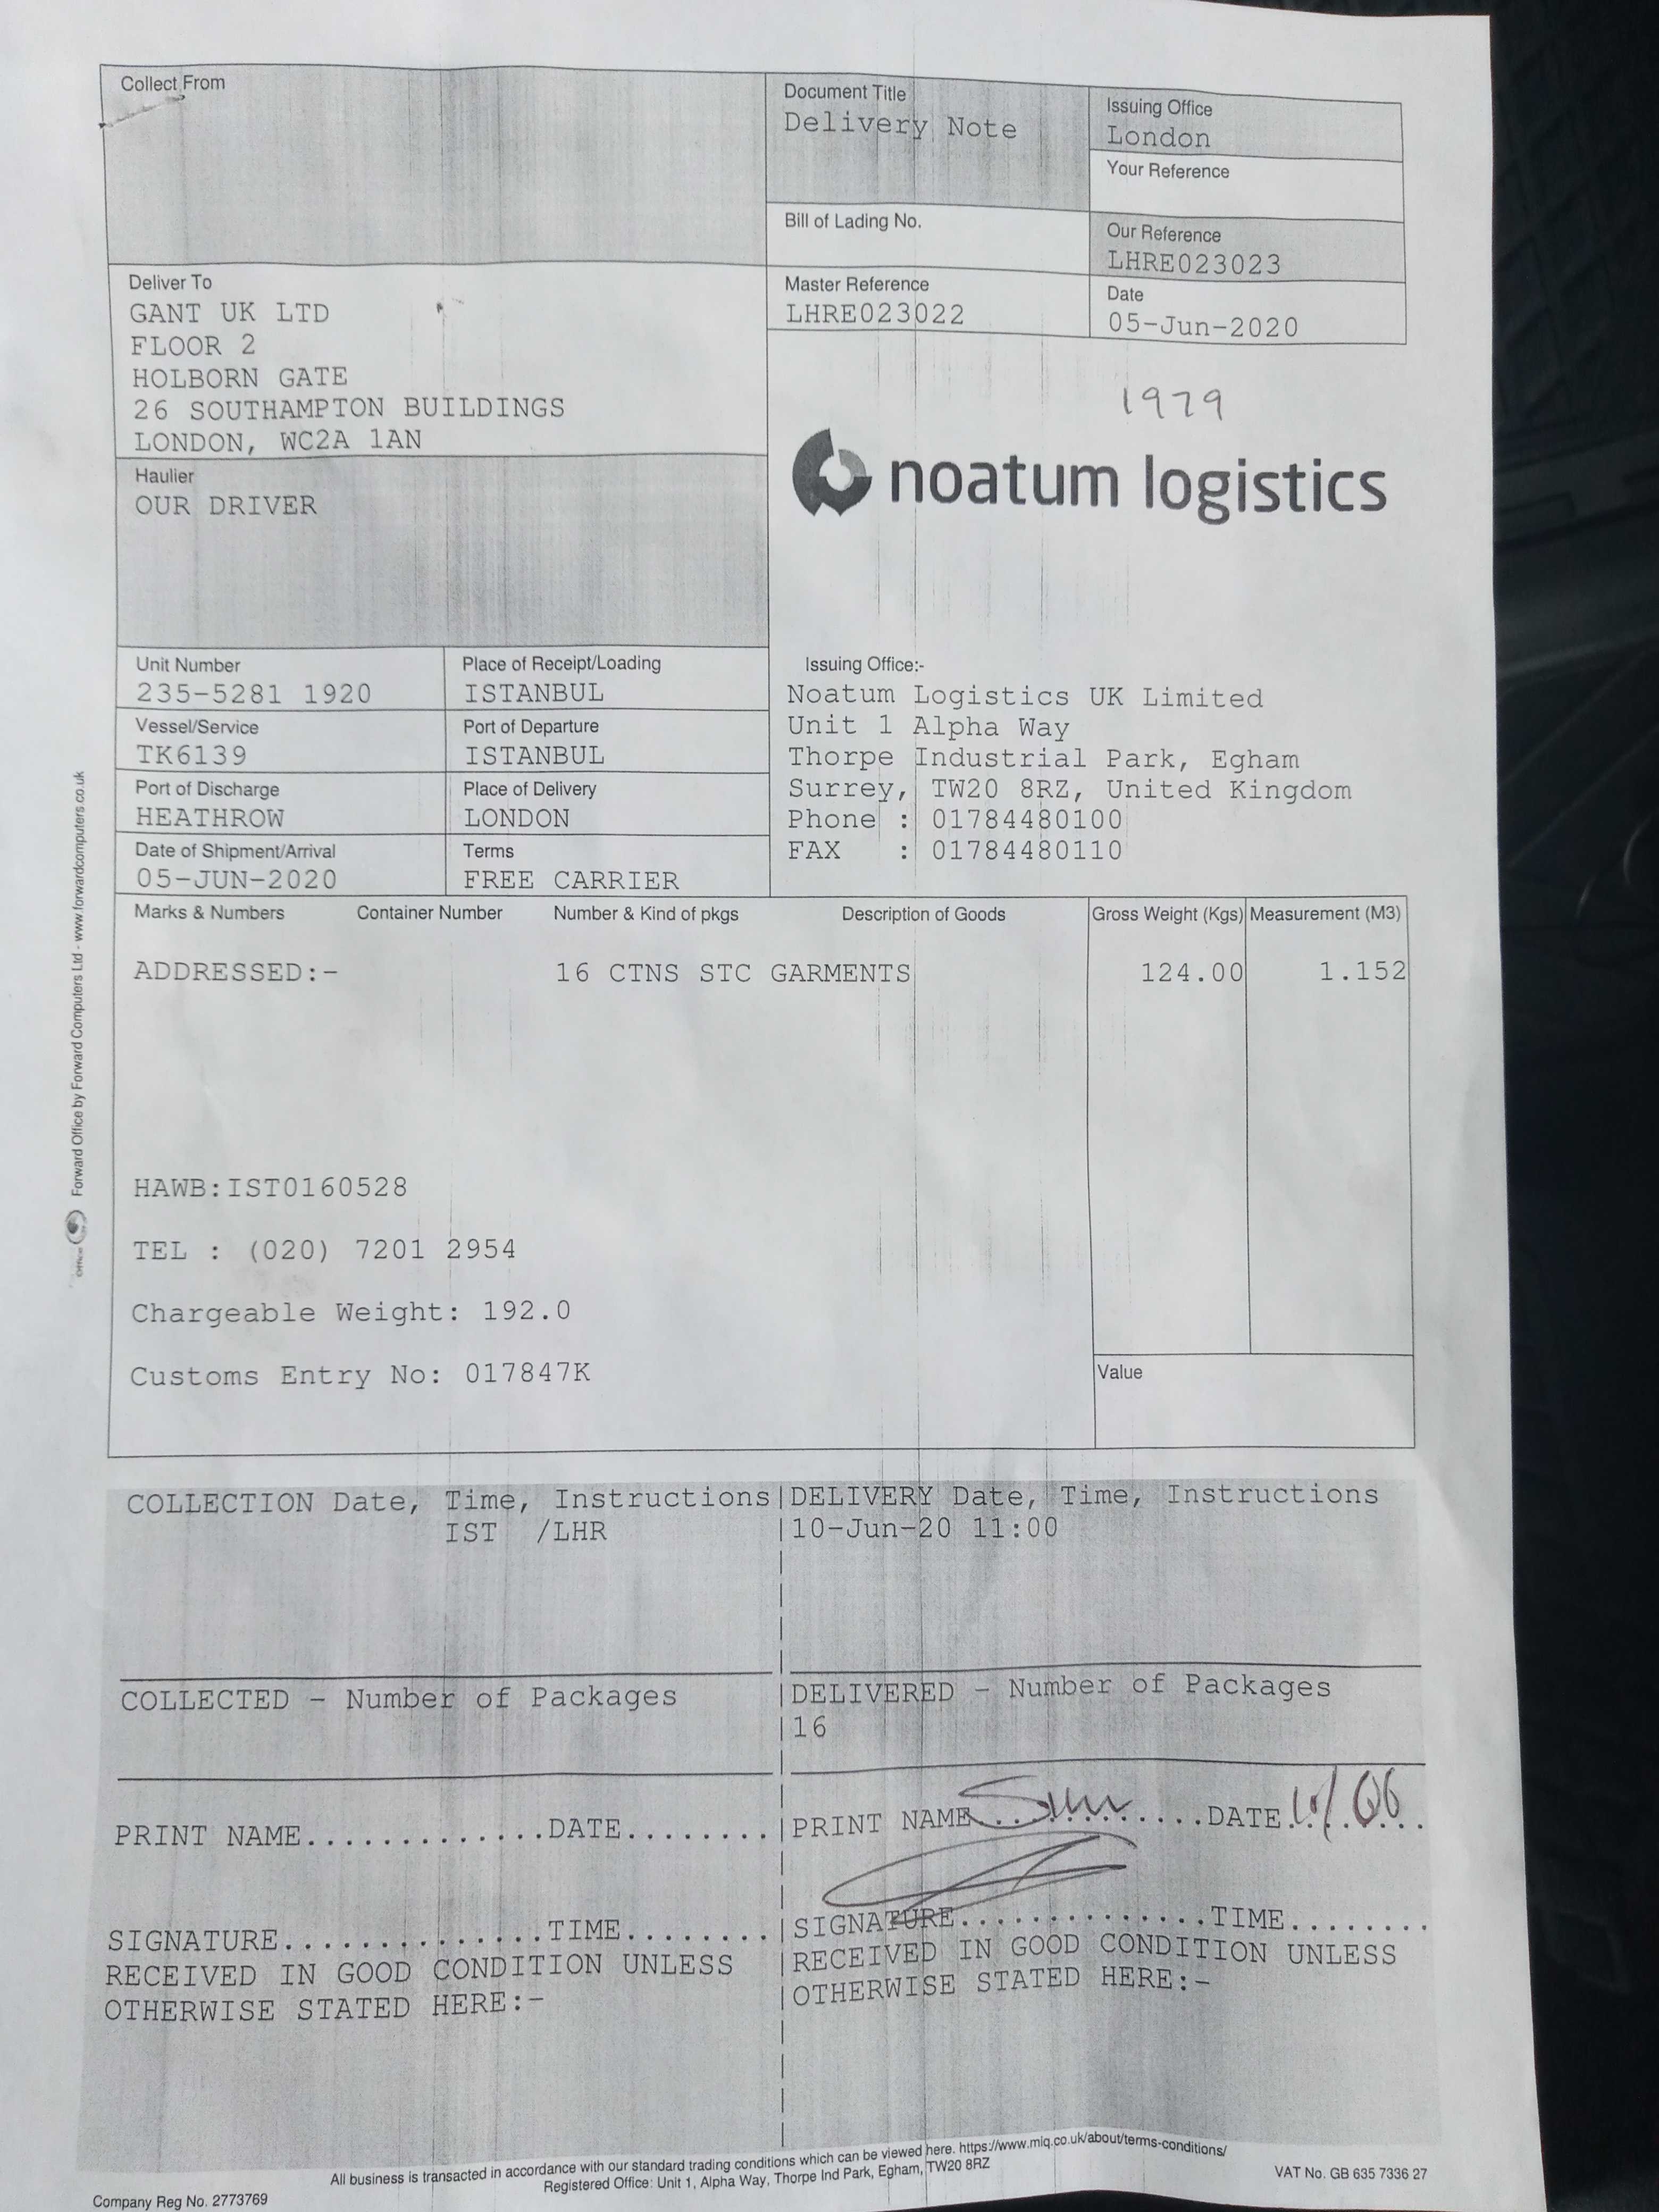 Collect From
Document Title
Delivery Note
Issuing Office
London
Your Reference
Bill of Lading No.
Our Reference
LHRE023023
Deliver To
GANT UK LTD
FLOOR 2
HOLBORN GATE
26 SOUTHAMPTON BUILDINGS
LONDON, WC2A 1AN
Master Reference
LHRE023022
Date
05-Jun-2020
1979
noatum logistics
Haulier
OUR DRIVER
Unit Number
235-5281 1920
Place of Receipt/Loading
ISTANBUL
Vessel/Service
TK6139
Port of Departure
ISTANBUL
Port of Discharge
HEATHROW
Place of Delivery
LONDON
Date of Shipment/Arrival
05-JUN-2020
Terms
FREE CARRIER
Issuing Office:-
Noatum Logistics UK Limited
Unit 1 Alpha Way
Thorpe Industrial Park, Egham
Surrey, TW20 8RZ, United Kingdom
Phone : 01784480100
FAX : 01784480110
Marks & Numbers Container Number Number & Kind of pkgs Description of Goods Gross Weight (Kgs) Measurement (M3)
ADDRESSED:- 16 CTNS STC GARMENTS 124.00 1.152
HAWB:IST0160528
TEL : (020) 7201 2954
Chargeable Weight: 192.0
Customs Entry No: 017847K
Value
Forward Office by Forward Computers Ltd - www.forwardcomputers.co.uk
COLLECTION Date, Time, Instructions
IST /LHR
DELIVERY Date, Time, Instructions
10-Jun-20 11:00
COLLECTED - Number of Packages
DELIVERED - Number of Packages
16
PRINT NAME.............DATE........
SIGNATURE..............TIME........
RECEIVED IN GOOD CONDITION UNLESS
OTHERWISE STATED HERE:-
PRINT NAME.............DATE 10/06
SIGNATURE..............TIME........
RECEIVED IN GOOD CONDITION UNLESS
OTHERWISE STATED HERE:-
All business is transacted in accordance with our standard trading conditions which can be viewed here. https://www.miq.co.uk/about/terms-conditions/
Registered Office: Unit 1, Alpha Way, Thorpe Ind Park, Egham, TW20 8RZ
Company Reg No. 2773769
VAT No. GB 635 7336 27